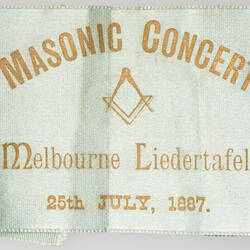 MASONIC CONCERT
Melbourne Liedertafel
25th JULY, 1887.